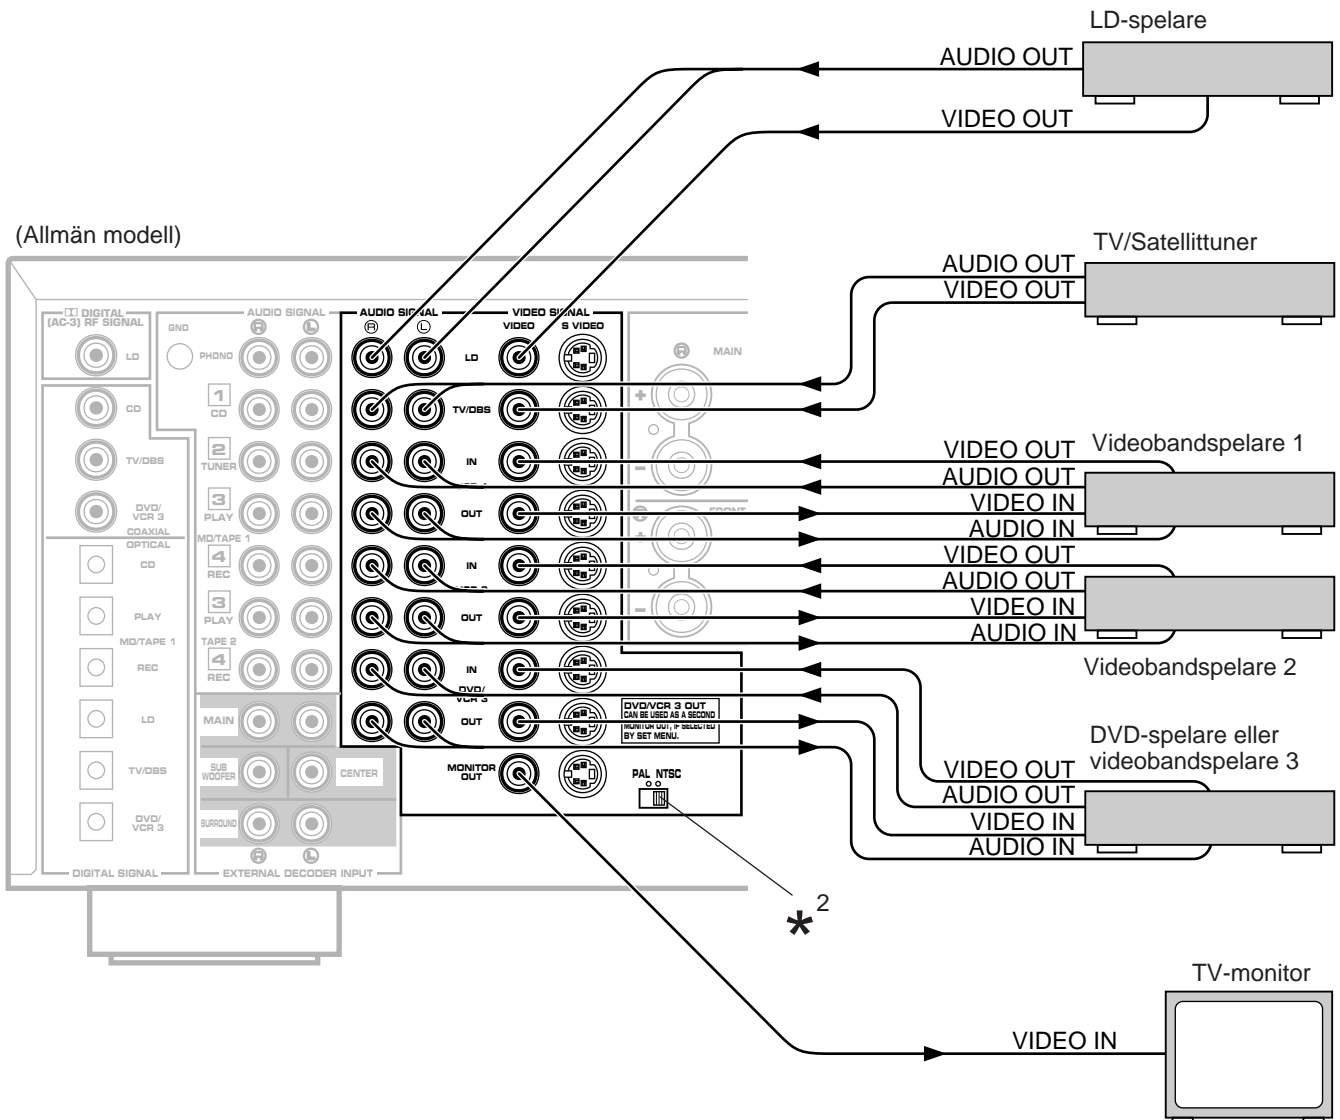 LD-spelare
AUDIO OUT
VIDEO OUT
(Allmän modell)
TV/Satellittuner
AUDIO OUT
VIDEO OUT
DIGITAL
(AC-3) RF SIGNAL
LD
CD
TV/DBS
DVD/
VCR 3
COAXIAL
OPTICAL
CD
PLAY
MD/TAPE 1
REC
LD
TV/DBS
DVD/
VCR 3
DIGITAL SIGNAL
AUDIO SIGNAL
GND
R L
PHONO
1
CD
2
TUNER
3
PLAY
MD/TAPE 1
4
REC
3
PLAY
TAPE 2
4
REC
MAIN
SUB
WOOFER
CENTER
SURROUND
R L
EXTERNAL DECODER INPUT
AUDIO SIGNAL
R L
VIDEO SIGNAL
VIDEO S VIDEO
LD
TV/DBS
IN
OUT
IN
OUT
IN
DVD/
VCR 3
OUT
MONITOR
OUT
DVD/VCR 3 OUT
CAN BE USED AS A SECOND
MONITOR OUT, IF SELECTED
BY SET MENU.
PAL NTSC
R MAIN
+
−
FRONT
+
−
*2
VIDEO OUT
AUDIO OUT
VIDEO IN
AUDIO IN
Videobandspelare 1
VIDEO OUT
AUDIO OUT
VIDEO IN
AUDIO IN
Videobandspelare 2
DVD-spelare eller
videobandspelare 3
VIDEO OUT
AUDIO OUT
VIDEO IN
AUDIO IN
TV-monitor
VIDEO IN